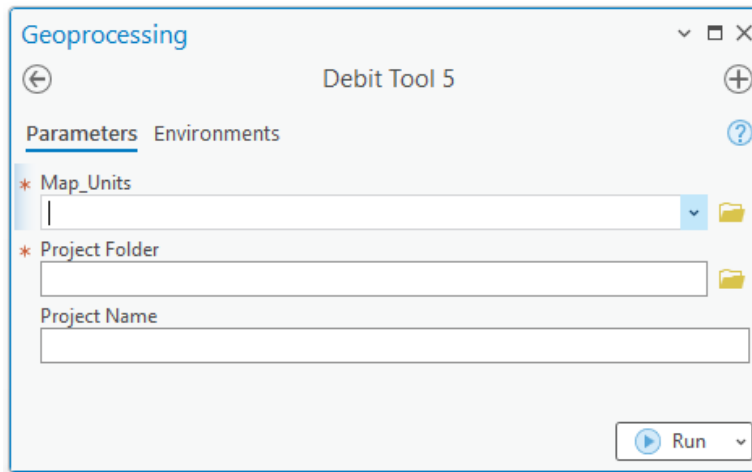 Geoprocessing
Debit Tool 5
Parameters Environments
* Map_Units
* Project Folder
Project Name
Run